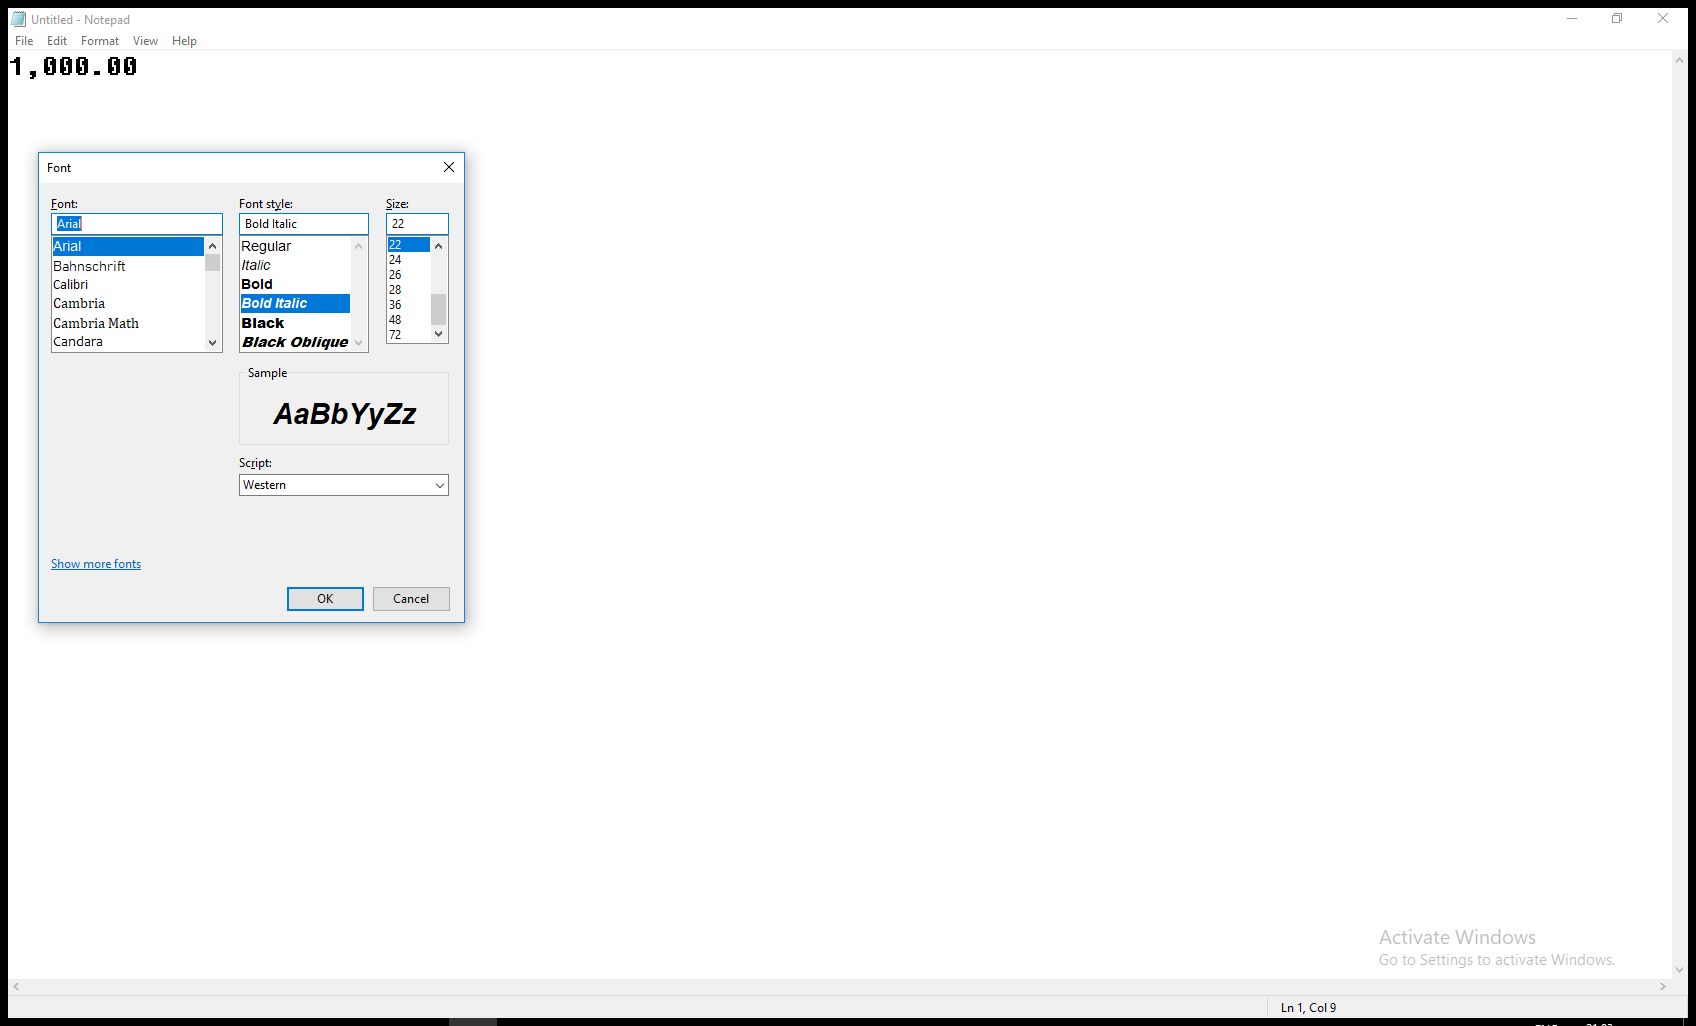 Untitled - Notepad
File Edit Format View Help
1,000.00
Font
Font: Font style: Size:
Arial Bold Italic 22
Arial
Bahnschrift
Calibri
Cambria
Cambria Math
Candara
Regular
Italic
Bold
Bold Italic
Black
Black Oblique
22
24
26
28
36
48
72
Sample
AaBbYyZz
Script:
Western
Show more fonts
OK Cancel
Activate Windows
Go to Settings to activate Windows.
Ln 1, Col 9